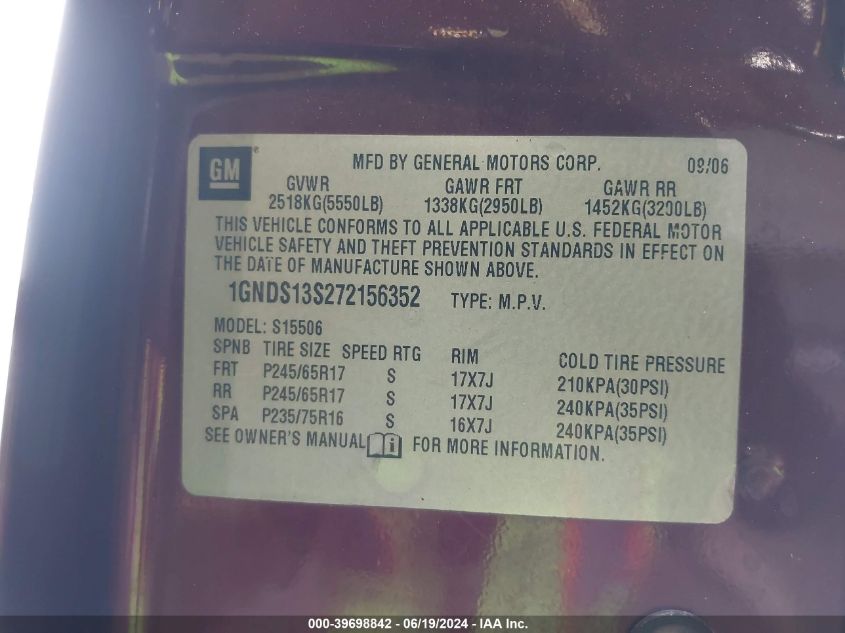 GM MFD BY GENERAL MOTORS CORP. 09/06
GVWR GAWR FRT GAWR RR
2518KG(5550LB) 1338KG(2950LB) 1452KG(3200LB)
THIS VEHICLE CONFORMS TO ALL APPLICABLE U.S. FEDERAL MOTOR
VEHICLE SAFETY AND THEFT PREVENTION STANDARDS IN EFFECT ON
THE DATE OF MANUFACTURE SHOWN ABOVE.
1GNDS13S272156352 TYPE: M.P.V.
MODEL: S15506
SPNB TIRE SIZE SPEED RTG RIM COLD TIRE PRESSURE
FRT P245/65R17 S 17X7J 210KPA(30PSI)
RR P245/65R17 S 17X7J 240KPA(35PSI)
SPA P235/75R16 S 16X7J 240KPA(35PSI)
SEE OWNER'S MANUAL FOR MORE INFORMATION.
000-39698842 - 06/19/2024 - IAA Inc.